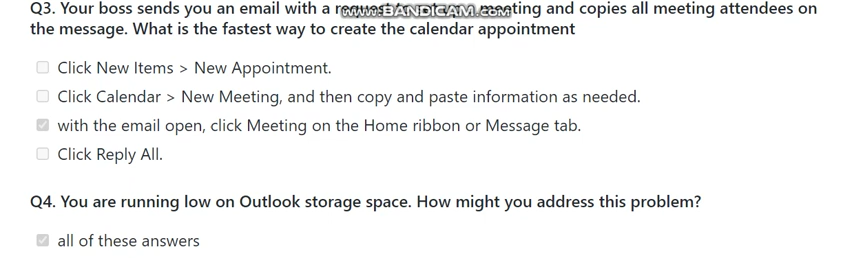 Q3. Your boss sends you an email with a meeting and copies all meeting attendees on
www.BANDICAM.com
the message. What is the fastest way to create the calendar appointment
Click New Items > New Appointment.
Click Calendar > New Meeting, and then copy and paste information as needed.
with the email open, click Meeting on the Home ribbon or Message tab.
Click Reply All.
Q4. You are running low on Outlook storage space. How might you address this problem?
all of these answers